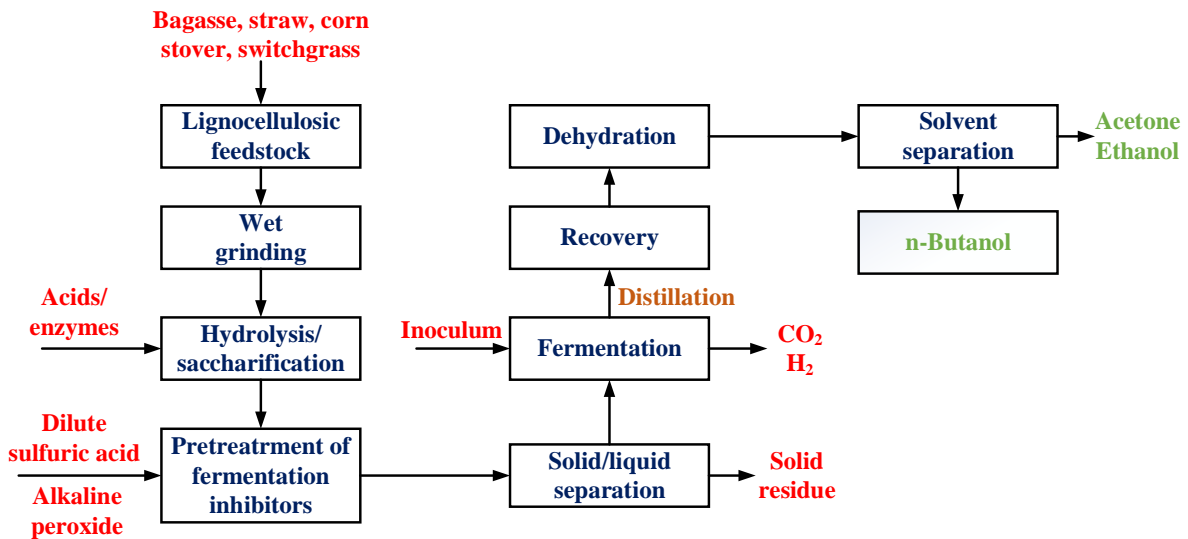 Bagasse, straw, corn
stover, switchgrass
Lignocellulosic
feedstock
Wet
grinding
Acids/
enzymes
Hydrolysis/
saccharification
Dilute
sulfuric acid
Alkaline
peroxide
Pretreatrment of
fermentation
inhibitors
Solid/liquid
separation
Solid
residue
Inoculum
Fermentation
CO₂
H₂
Distillation
Recovery
Dehydration
Solvent
separation
Acetone
Ethanol
n-Butanol